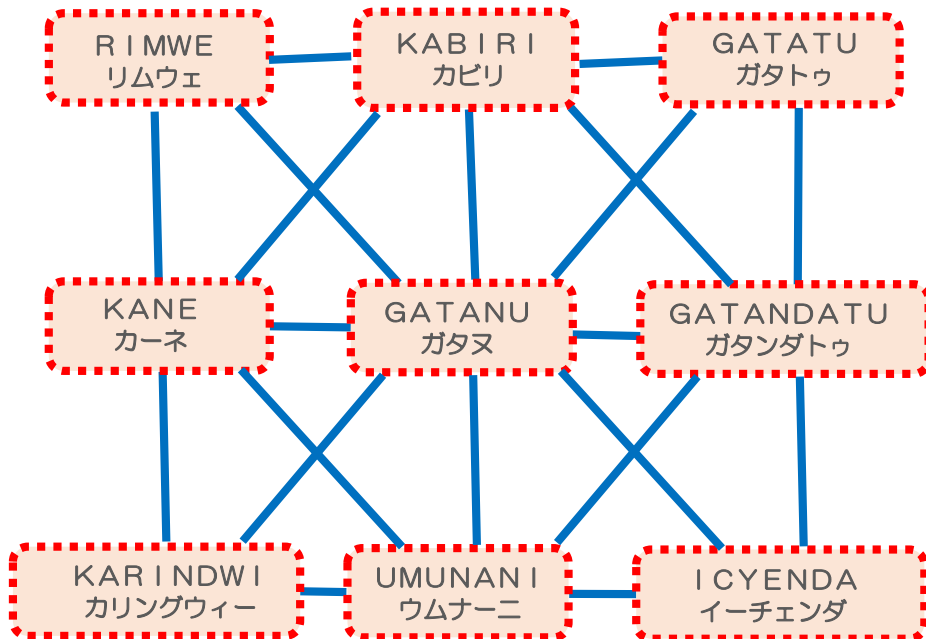 RIMWE
リムウェ
KABIRI
カビリ
GATATU
ガタトゥ
KANE
カーネ
GATANU
ガタヌ
GATANDATU
ガタンダトゥ
KARINDWI
カリングウィー
UMUNANI
ウムナーニ
ICYENDA
イーチェンダ